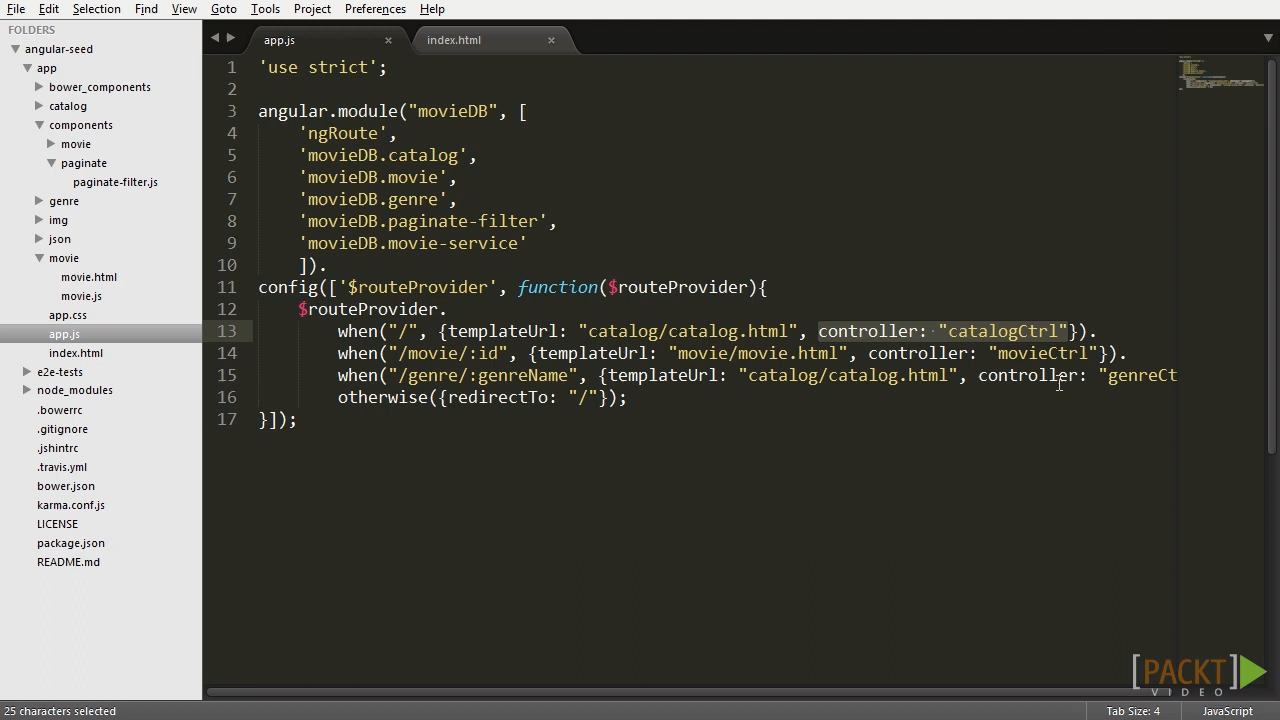 File Edit Selection Find View Goto Tools Project Preferences Help
FOLDERS
angular-seed
app
bower_components
catalog
components
movie
paginate
paginate-filter.js
genre
img
json
movie
movie.html
movie.js
app.css
app.js
index.html
e2e-tests
node_modules
.bowerrc
.gitignore
.jshintrc
.travis.yml
bower.json
karma.conf.js
LICENSE
package.json
README.md
app.js × index.html ×
1 'use strict';
2
3 angular.module("movieDB", [
4 'ngRoute',
5 'movieDB.catalog',
6 'movieDB.movie',
7 'movieDB.genre',
8 'movieDB.paginate-filter',
9 'movieDB.movie-service'
10 ]).
11 config(['$routeProvider', function($routeProvider){
12 $routeProvider.
13 when("/", {templateUrl: "catalog/catalog.html", controller: "catalogCtrl"}).
14 when("/movie/:id", {templateUrl: "movie/movie.html", controller: "movieCtrl"}).
15 when("/genre/:genreName", {templateUrl: "catalog/catalog.html", controller: "genreCt
16 otherwise({redirectTo: "/"});
17 }]);
[PACKT]
VIDEO
25 characters selected Tab Size: 4 JavaScript